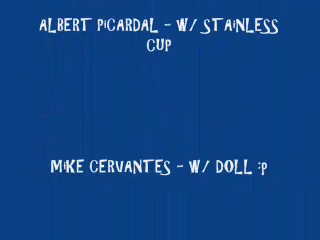 ALBERT PiCARDAL - W/ STAiNLESS
CUP
MiKE CERVANTES - W/ DOLL :p